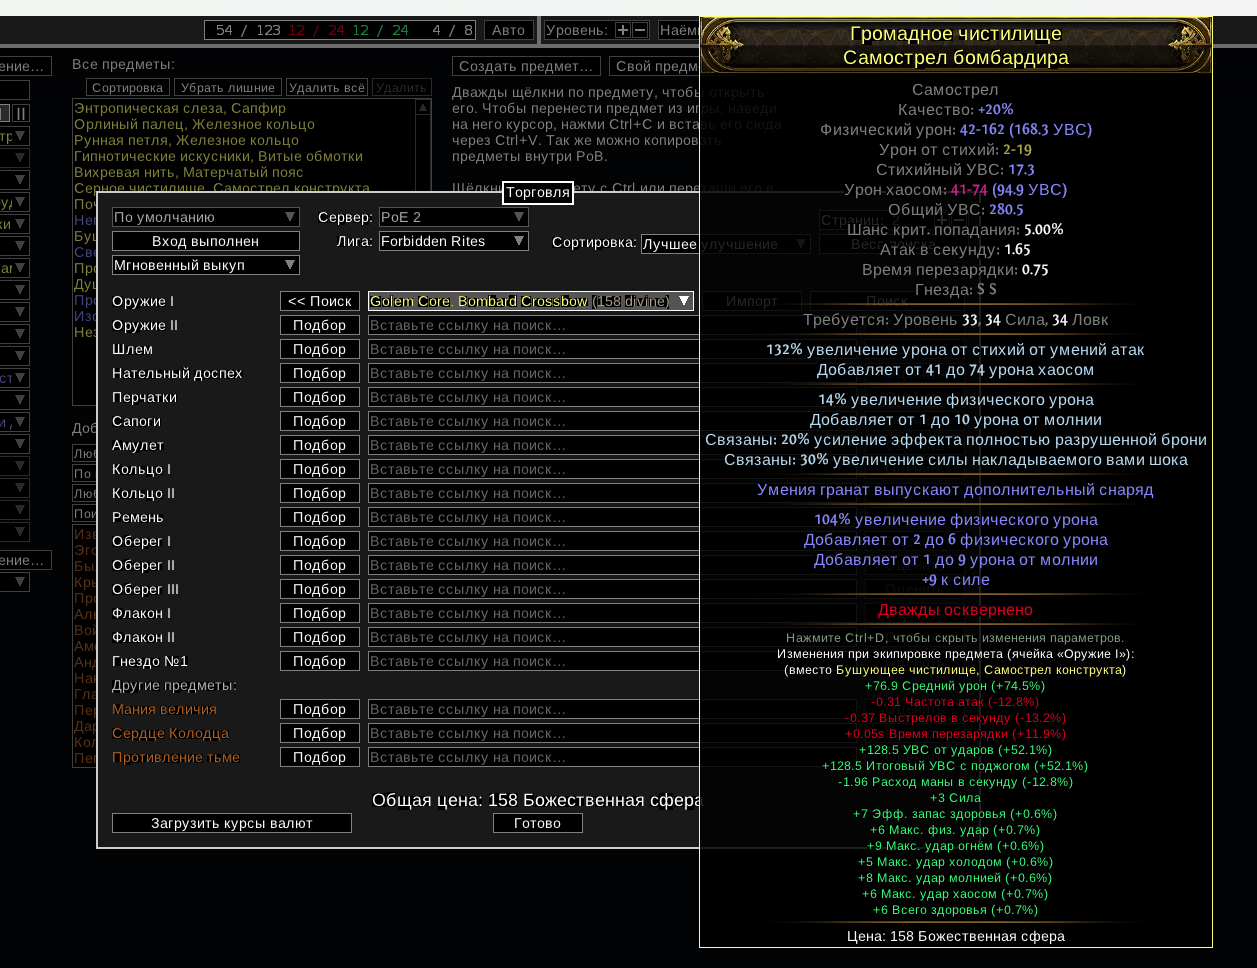 54 / 123 12 / 24 12 / 24 4 / 8
Авто
Уровень:
ение...
Все предметы:
Сортировка
Убрать лишние
Удалить всё
Удалить
Энтропическая слеза, Сапфир
Орлиный палец, Железное кольцо
Рунная петля, Железное кольцо
Гипнотические искусники, Витые обмотки
Вихревая нить, Матерчатый пояс
Серное чистилище, Самострел конструкта
Создать предмет...
Свой предм
Дважды щёлкни по предмету, чтобы открыть
его. Чтобы перенести предмет из игры, наведи
на него курсор, нажми Ctrl+C и вставь его сюда
через Ctrl+V. Так же можно копировать
предметы внутри PoB.
Торговля
По умолчанию
Сервер:
PoE 2
Вход выполнен
Лига:
Forbidden Rites
Сортировка:
Лучшее улучшение
Мгновенный выкуп
Оружие I
<< Поиск
Golem Core, Bombard Crossbow (158 divine)
Импорт
Поиск
Оружие II
Подбор
Вставьте ссылку на поиск...
Шлем
Подбор
Вставьте ссылку на поиск...
Нательный доспех
Подбор
Вставьте ссылку на поиск...
Перчатки
Подбор
Вставьте ссылку на поиск...
Сапоги
Подбор
Вставьте ссылку на поиск...
Амулет
Подбор
Вставьте ссылку на поиск...
Кольцо I
Подбор
Вставьте ссылку на поиск...
Кольцо II
Подбор
Вставьте ссылку на поиск...
Ремень
Подбор
Вставьте ссылку на поиск...
Оберег I
Подбор
Вставьте ссылку на поиск...
Оберег II
Подбор
Вставьте ссылку на поиск...
Оберег III
Подбор
Вставьте ссылку на поиск...
Флакон I
Подбор
Вставьте ссылку на поиск...
Флакон II
Подбор
Вставьте ссылку на поиск...
Гнездо №1
Подбор
Вставьте ссылку на поиск...
Другие предметы:
Мания величия
Подбор
Вставьте ссылку на поиск...
Сердце Колодца
Подбор
Вставьте ссылку на поиск...
Противление тьме
Подбор
Вставьте ссылку на поиск...
Общая цена: 158 Божественная сфера
Загрузить курсы валют
Готово
Громадное чистилище
Самострел бомбардира
Самострел
Качество: +20%
Физический урон: 42-162 (168.3 УВС)
Урон от стихий: 2-19
Стихийный УВС: 17.3
Урон хаосом: 41-74 (94.9 УВС)
Общий УВС: 280.5
Шанс крит. попадания: 5.00%
Атак в секунду: 1.65
Время перезарядки: 0.75
Гнезда: S S
Требуется: Уровень 33, 34 Сила, 34 Ловк
132% увеличение урона от стихий от умений атак
Добавляет от 41 до 74 урона хаосом
14% увеличение физического урона
Добавляет от 1 до 10 урона от молнии
Связаны: 20% усиление эффекта полностью разрушенной брони
Связаны: 30% увеличение силы накладываемого вами шока
Умения гранат выпускают дополнительный снаряд
104% увеличение физического урона
Добавляет от 2 до 6 физического урона
Добавляет от 1 до 9 урона от молнии
+9 к силе
Дважды осквернено
Нажмите Ctrl+D, чтобы скрыть изменения параметров.
Изменения при экипировке предмета (ячейка «Оружие I»):
(вместо Бушующее чистилище, Самострел конструкта)
+76.9 Средний урон (+74.5%)
-0.31 Частота атак (-12.8%)
-0.37 Выстрелов в секунду (-13.2%)
+0.05s Время перезарядки (+11.9%)
+128.5 УВС от ударов (+52.1%)
+128.5 Итоговый УВС с поджогом (+52.1%)
-1.96 Расход маны в секунду (-12.8%)
+3 Сила
+7 Эфф. запас здоровья (+0.6%)
+6 Макс. физ. удар (+0.7%)
+9 Макс. удар огнём (+0.6%)
+5 Макс. удар холодом (+0.6%)
+8 Макс. удар молнией (+0.6%)
+6 Макс. удар хаосом (+0.7%)
+6 Всего здоровья (+0.7%)
Цена: 158 Божественная сфера